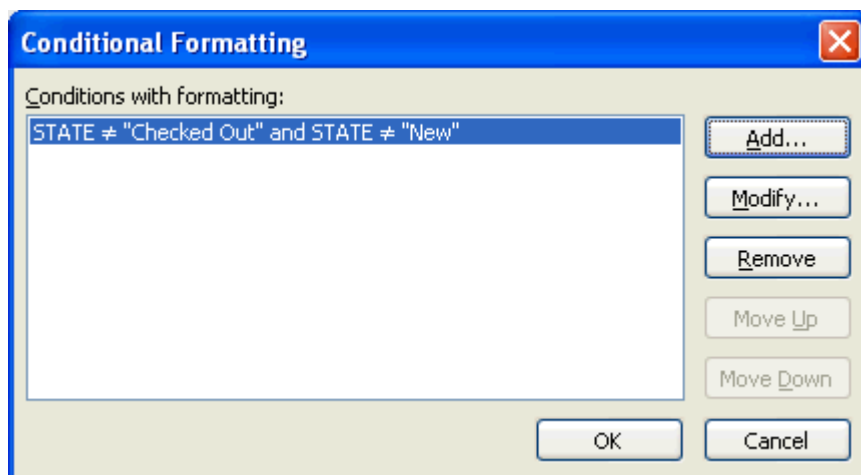 Conditional Formatting
Conditions with formatting:
STATE ≠ "Checked Out" and STATE ≠ "New"
Add...
Modify...
Remove
Move Up
Move Down
OK
Cancel